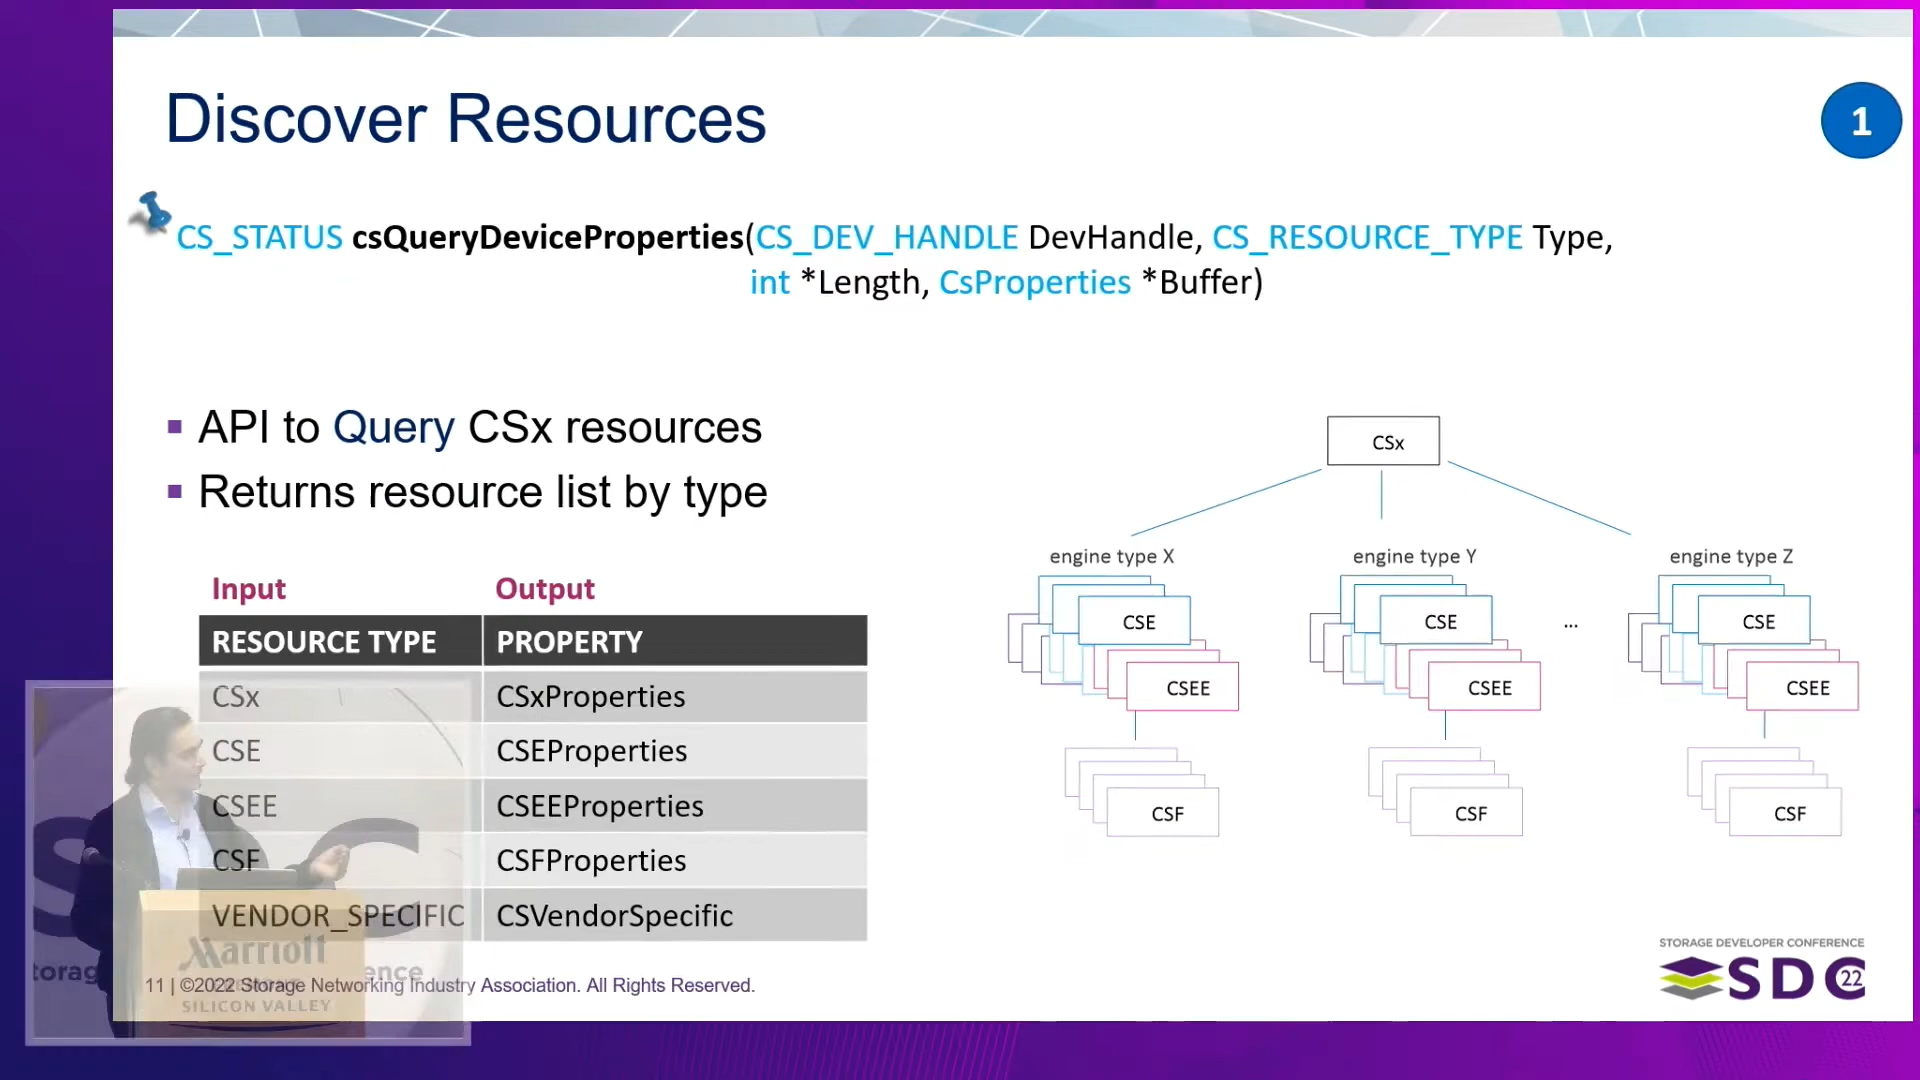 Discover Resources
1
CS_STATUS csQueryDeviceProperties(CS_DEV_HANDLE DevHandle, CS_RESOURCE_TYPE Type,
int *Length, CsProperties *Buffer)
▪ API to Query CSx resources
▪ Returns resource list by type
Input Output
RESOURCE TYPE PROPERTY
CSx CSxProperties
CSE CSEProperties
CSEE CSEEProperties
CSF CSFProperties
VENDOR_SPECIFIC CSVendorSpecific
CSx
engine type X engine type Y engine type Z
CSE CSE ... CSE
CSEE CSEE CSEE
CSF CSF CSF
Marriott
SILICON VALLEY
11 | ©2022 Storage Networking Industry Association. All Rights Reserved.
STORAGE DEVELOPER CONFERENCE
SDC 22